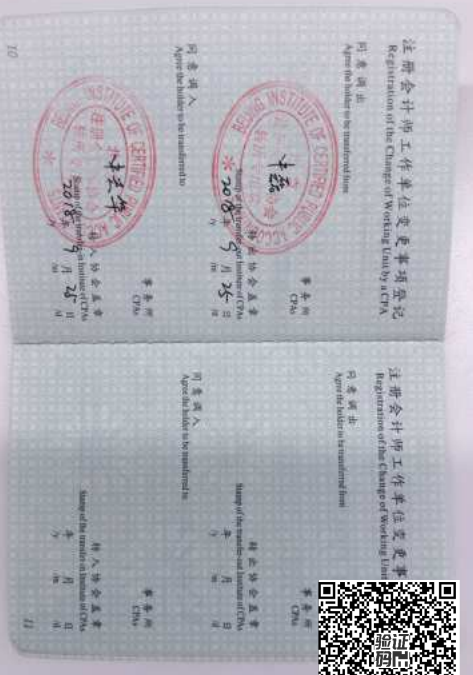 注册会计师工作单位变更事项登记
Registration of the Change of Working Unit by a CPA
同意调出
Agree the holder to be transferred from
BEIJING INSTITUTE OF CERTIFIED PUBLIC ACCOU
中磊
事务所
CPAs
转出协会盖章
Stamp of the transfer-out Institute of CPAs
2018年 9月 25日
/y /m /d
同意调入
Agree the holder to be transferred to
BEIJING INSTITUTE OF CERTIFIED PUBLIC
事务所
CPAs
转入协会盖章
Stamp of the transfer-in Institute of CPAs
2018年 9月 25日
/y /m /d
10
注册会计师工作单位变更事
Registration of the Change of Working Unit
同意调出
Agree the holder to be transferred from
事务所
CPAs
转出协会盖章
Stamp of the transfer-out Institute of CPAs
年 月 日
/y /m /d
同意调入
Agree the holder to be transferred to
事务所
CPAs
转入协会盖章
Stamp of the transfer-in Institute of CPAs
年 月 日
/y /m /d
11
验证码